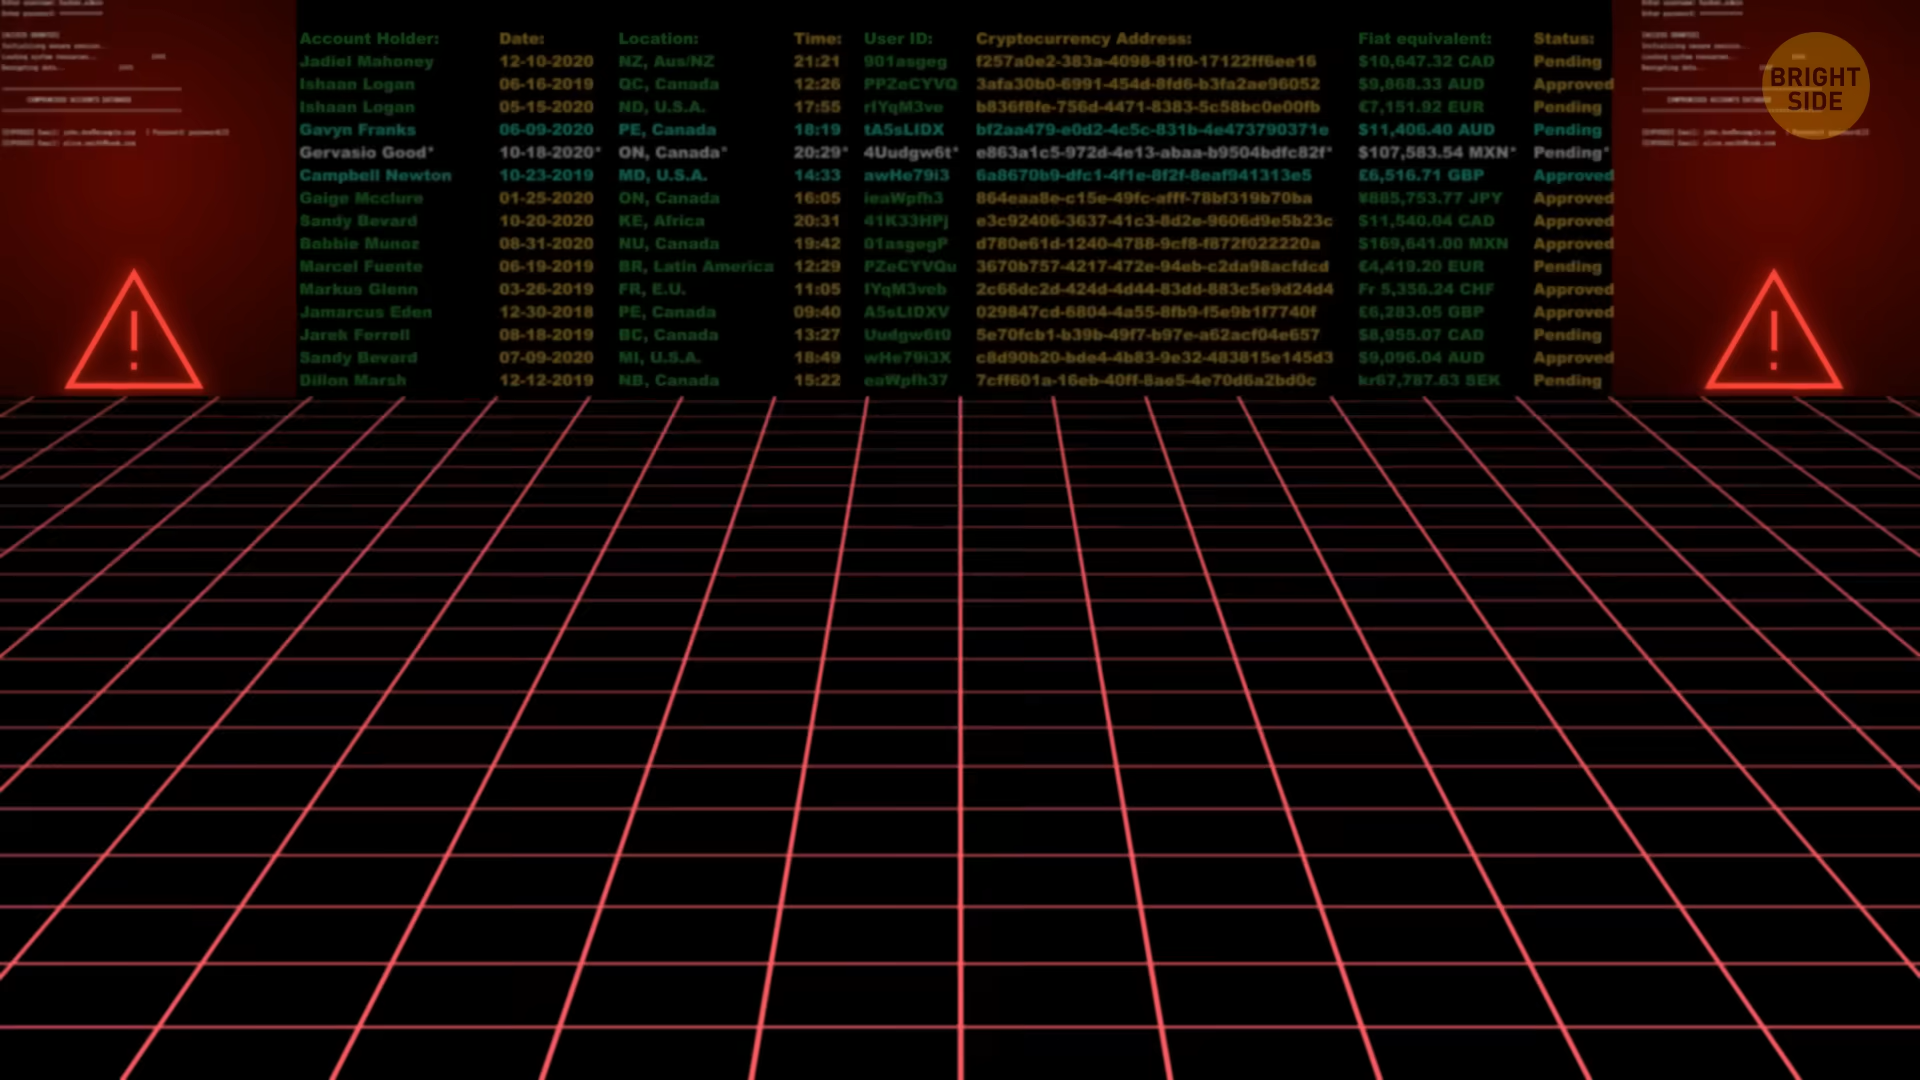 Account Holder: Date: Location: Time: User ID: Cryptocurrency Address: Fiat equivalent: Status:
Jadiel Mahoney 12-10-2020 NZ, Aus/NZ 21:21 901asgeg f257a0e2-383a-4098-81f0-17122ff6ee16 $10,647.32 CAD Pending
Ishaan Logan 06-16-2019 QC, Canada 12:26 PPZeCYVQ 3afa30b0-6991-454d-8fd6-b3fa2ae96052 $9,868.33 AUD Approved
Ishaan Logan 05-15-2020 ND, U.S.A. 17:55 rIYqM3ve b836f8fe-756d-4471-8383-5c58bc0e00fb €7,151.92 EUR Pending
Gavyn Franks 06-09-2020 PE, Canada 18:19 tA5sLIDX bf2aa479-e0d2-4c5c-831b-4e473790371e $11,406.40 AUD Pending
Gervasio Good* 10-18-2020* ON, Canada* 20:29* 4Uudgw6t* e863a1c5-972d-4e13-abaa-b9504bdfc82f* $107,583.54 MXN* Pending*
Campbell Newton 10-23-2019 MD, U.S.A. 14:33 awHe79i3 6a8670b9-dfc1-4f1e-8f2f-8eaf941313e5 £6,516.71 GBP Approved
Gaige Mcclure 01-25-2020 ON, Canada 16:05 ieaWpfh3 864eaa8e-c15e-49fc-afff-78bf319b70ba ¥885,753.77 JPY Approved
Sandy Bevard 10-20-2020 KE, Africa 20:31 41K33HPj e3c92406-3637-41c3-8d2e-9606d9e5b23c $11,540.04 CAD Approved
Babbie Munoz 08-31-2020 NU, Canada 19:42 01asgegP d780e61d-1240-4788-9cf8-f872f022220a $169,641.00 MXN Approved
Marcel Fuente 06-19-2019 BR, Latin America 12:29 PZeCYVQu 3670b757-4217-472e-94eb-c2da98acfdcd €4,419.20 EUR Pending
Markus Glenn 03-26-2019 FR, E.U. 11:05 IYqM3veb 2c66dc2d-424d-4d44-83dd-883c5e9d24d4 Fr 5,356.24 CHF Approved
Jamarcus Eden 12-30-2018 PE, Canada 09:40 A5sLIDXV 029847cd-6804-4a55-8fb9-f5e9b1f7740f £6,283.05 GBP Approved
Jarek Ferrell 08-18-2019 BC, Canada 13:27 Uudgw6t0 5e70fcb1-b39b-49f7-b97e-a62acf04e657 $8,955.07 CAD Pending
Sandy Bevard 07-09-2020 MI, U.S.A. 18:49 wHe79i3X c8d90b20-bde4-4b83-9e32-483815e145d3 $9,096.04 AUD Approved
Dillon Marsh 12-12-2019 NB, Canada 15:22 eaWpfh37 7cff601a-16eb-40ff-8ae5-4e70d6a2bd0c kr67,787.63 SEK Pending
BRIGHT
SIDE